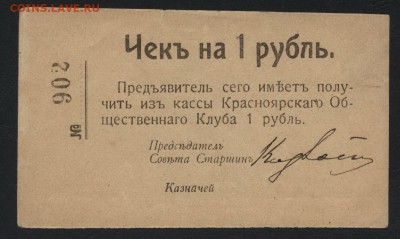 COINS.LAVE.RU
Чекъ на 1 рубль.
№ 902
Предъявитель сего имѣетъ полу-
чить изъ кассы Красноярскаго Об-
щественнаго Клуба 1 рубль.
Предсѣдатель
Совѣта Старшинъ
Казначей